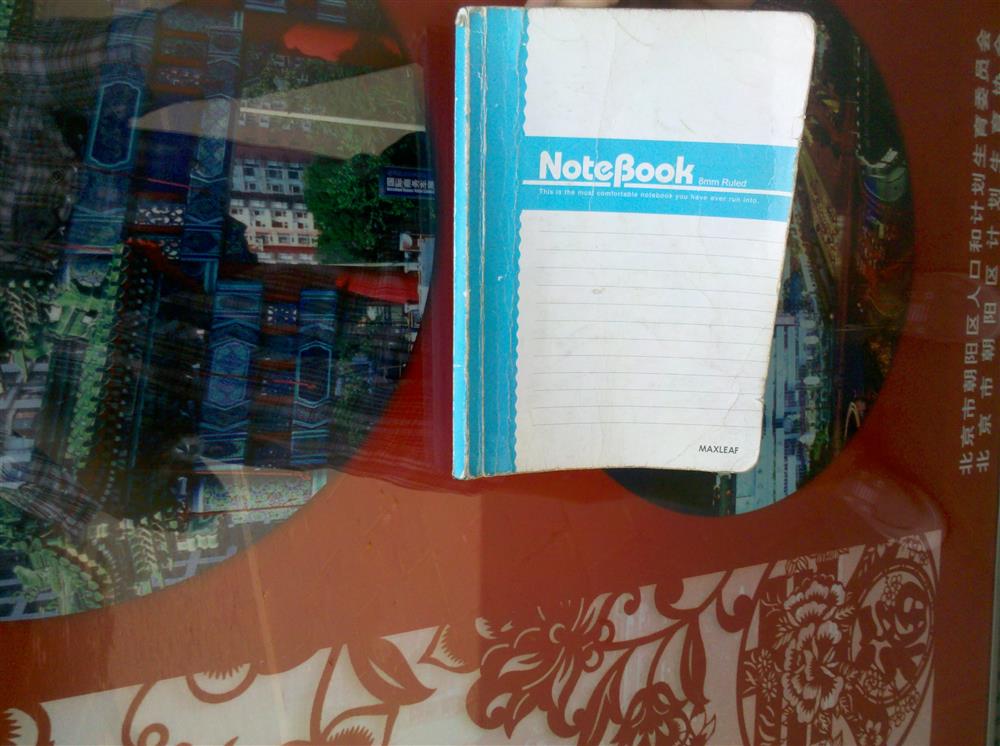 NoteBook 8mm Ruled
This is the most comfortable notebook you have ever run into.
MAXLEAF
北京市朝阳区人口和计划生育委员会
北京市朝阳区计划生育